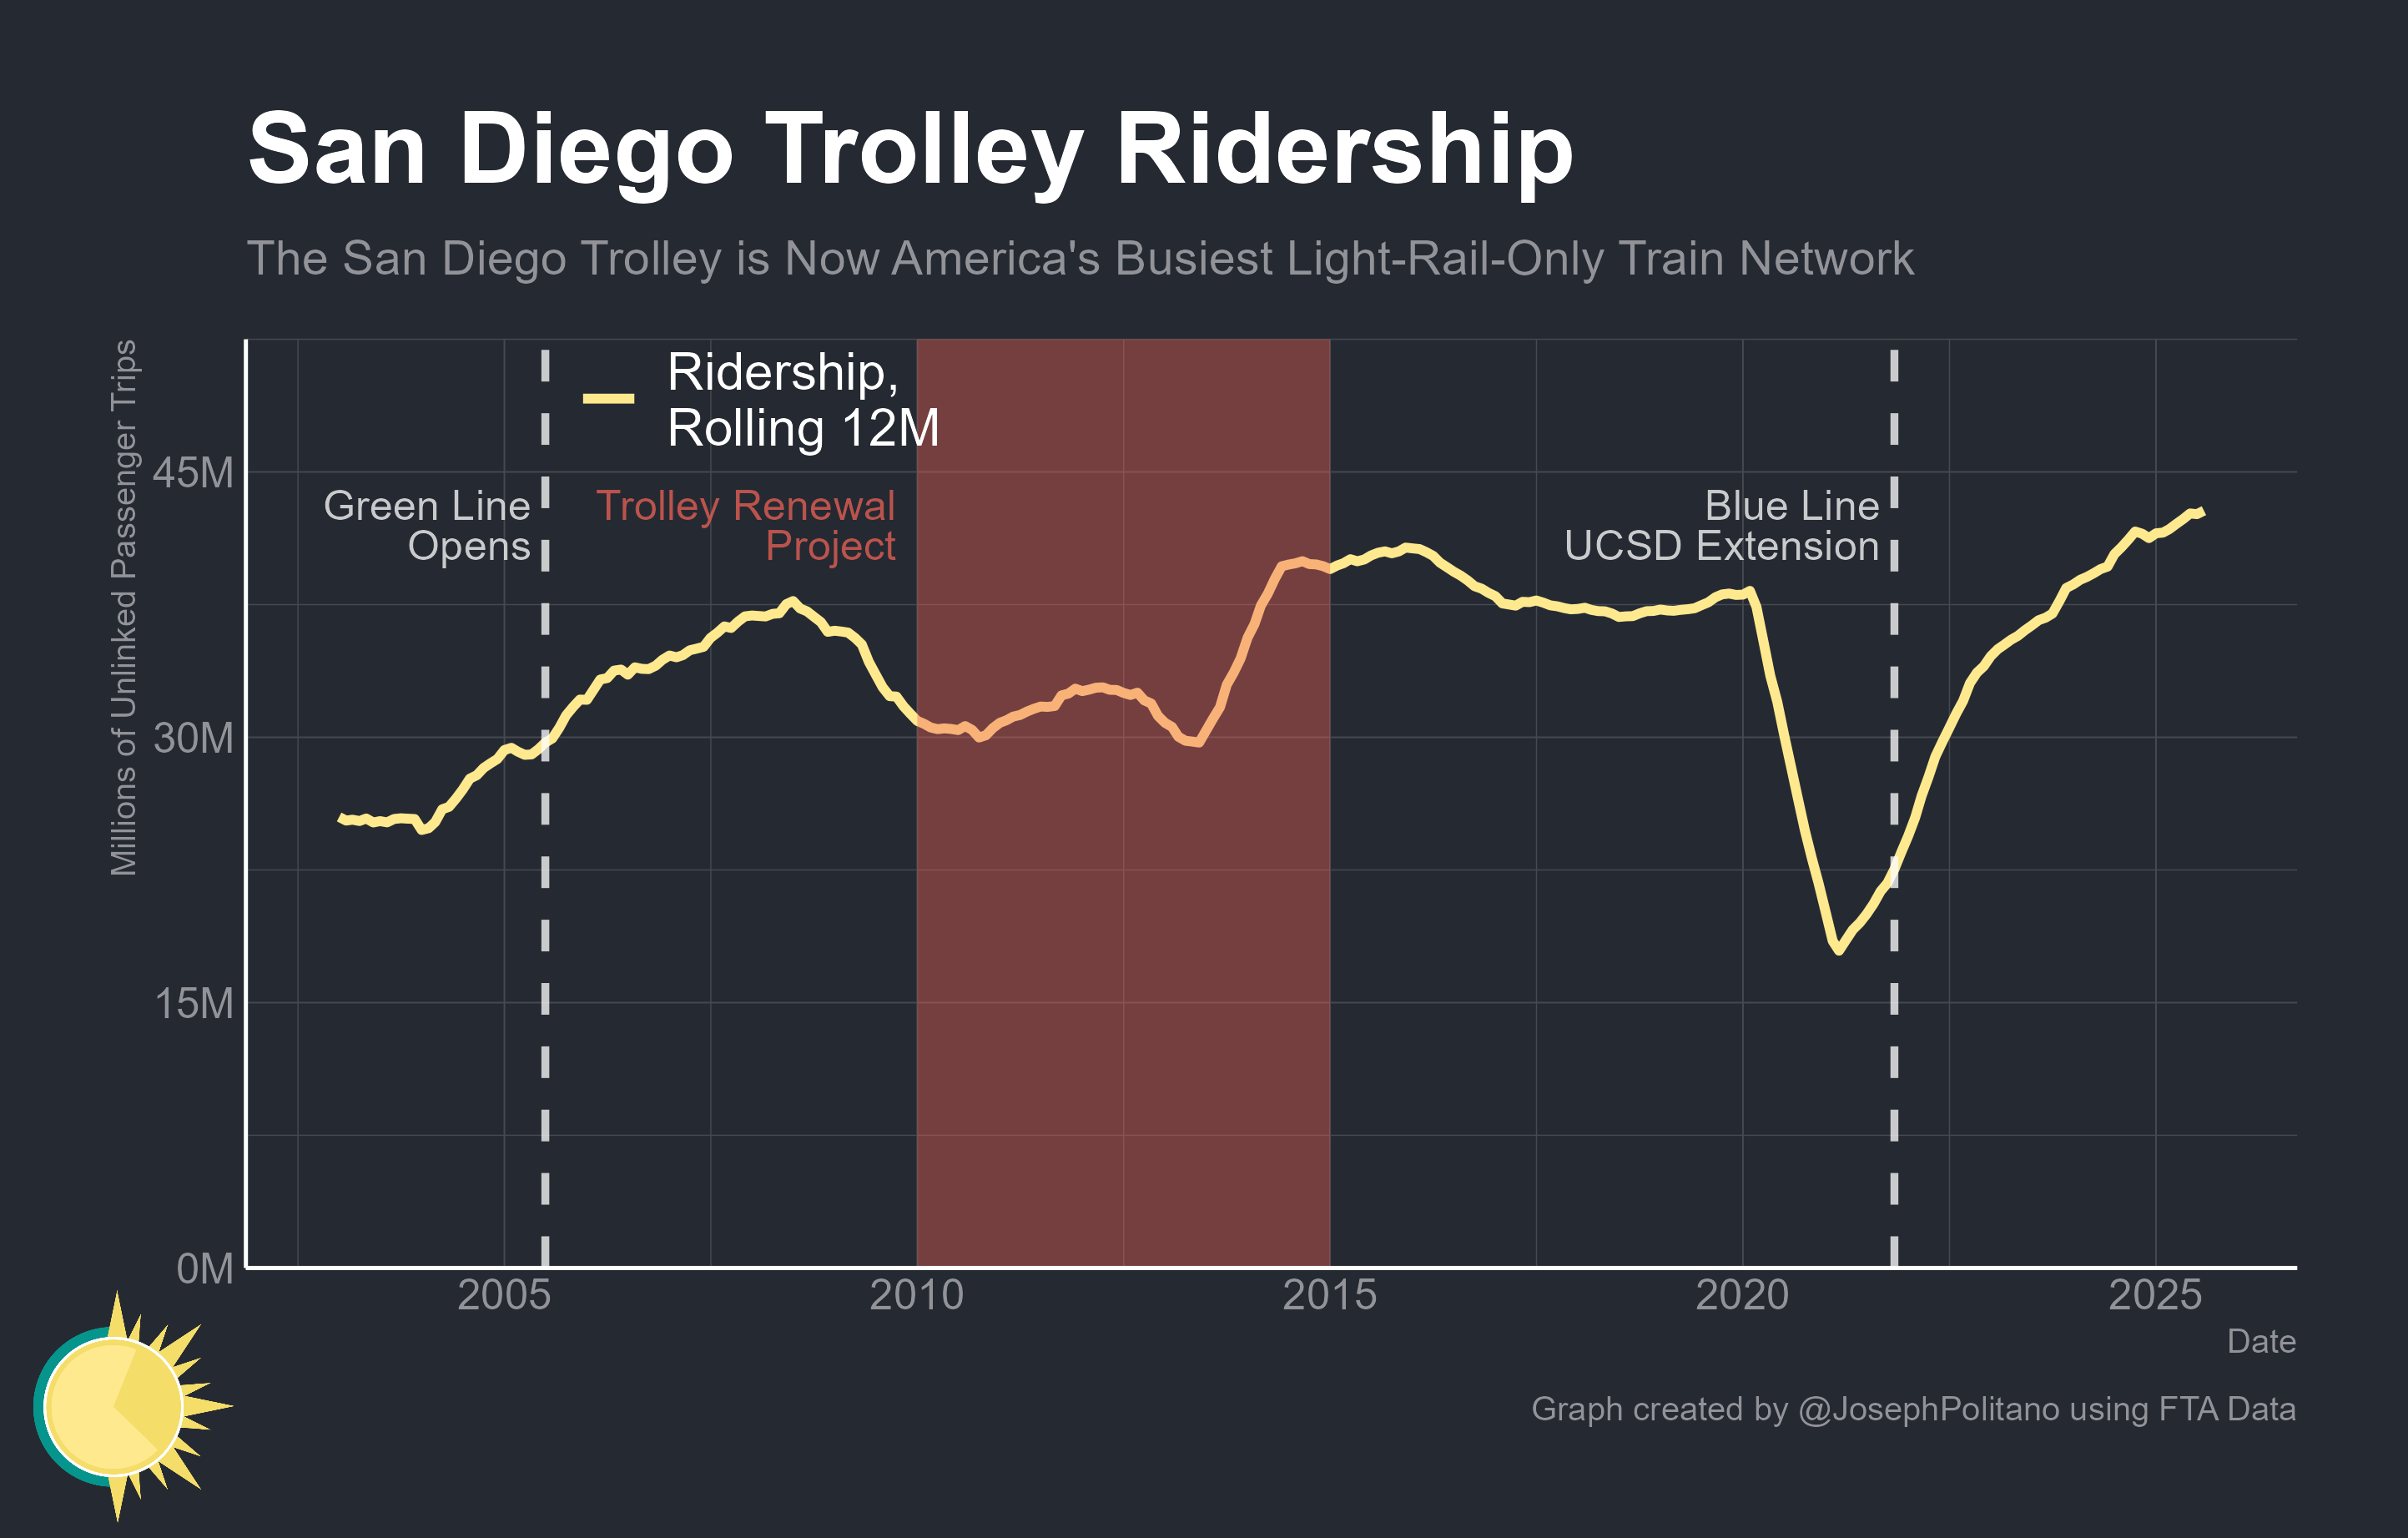 San Diego Trolley Ridership
The San Diego Trolley is Now America's Busiest Light-Rail-Only Train Network
Millions of Unlinked Passenger Trips
Ridership,
Rolling 12M
45M
30M
15M
0M
Green Line
Opens
Trolley Renewal
Project
Blue Line
UCSD Extension
2005
2010
2015
2020
2025
Date
Graph created by @JosephPolitano using FTA Data